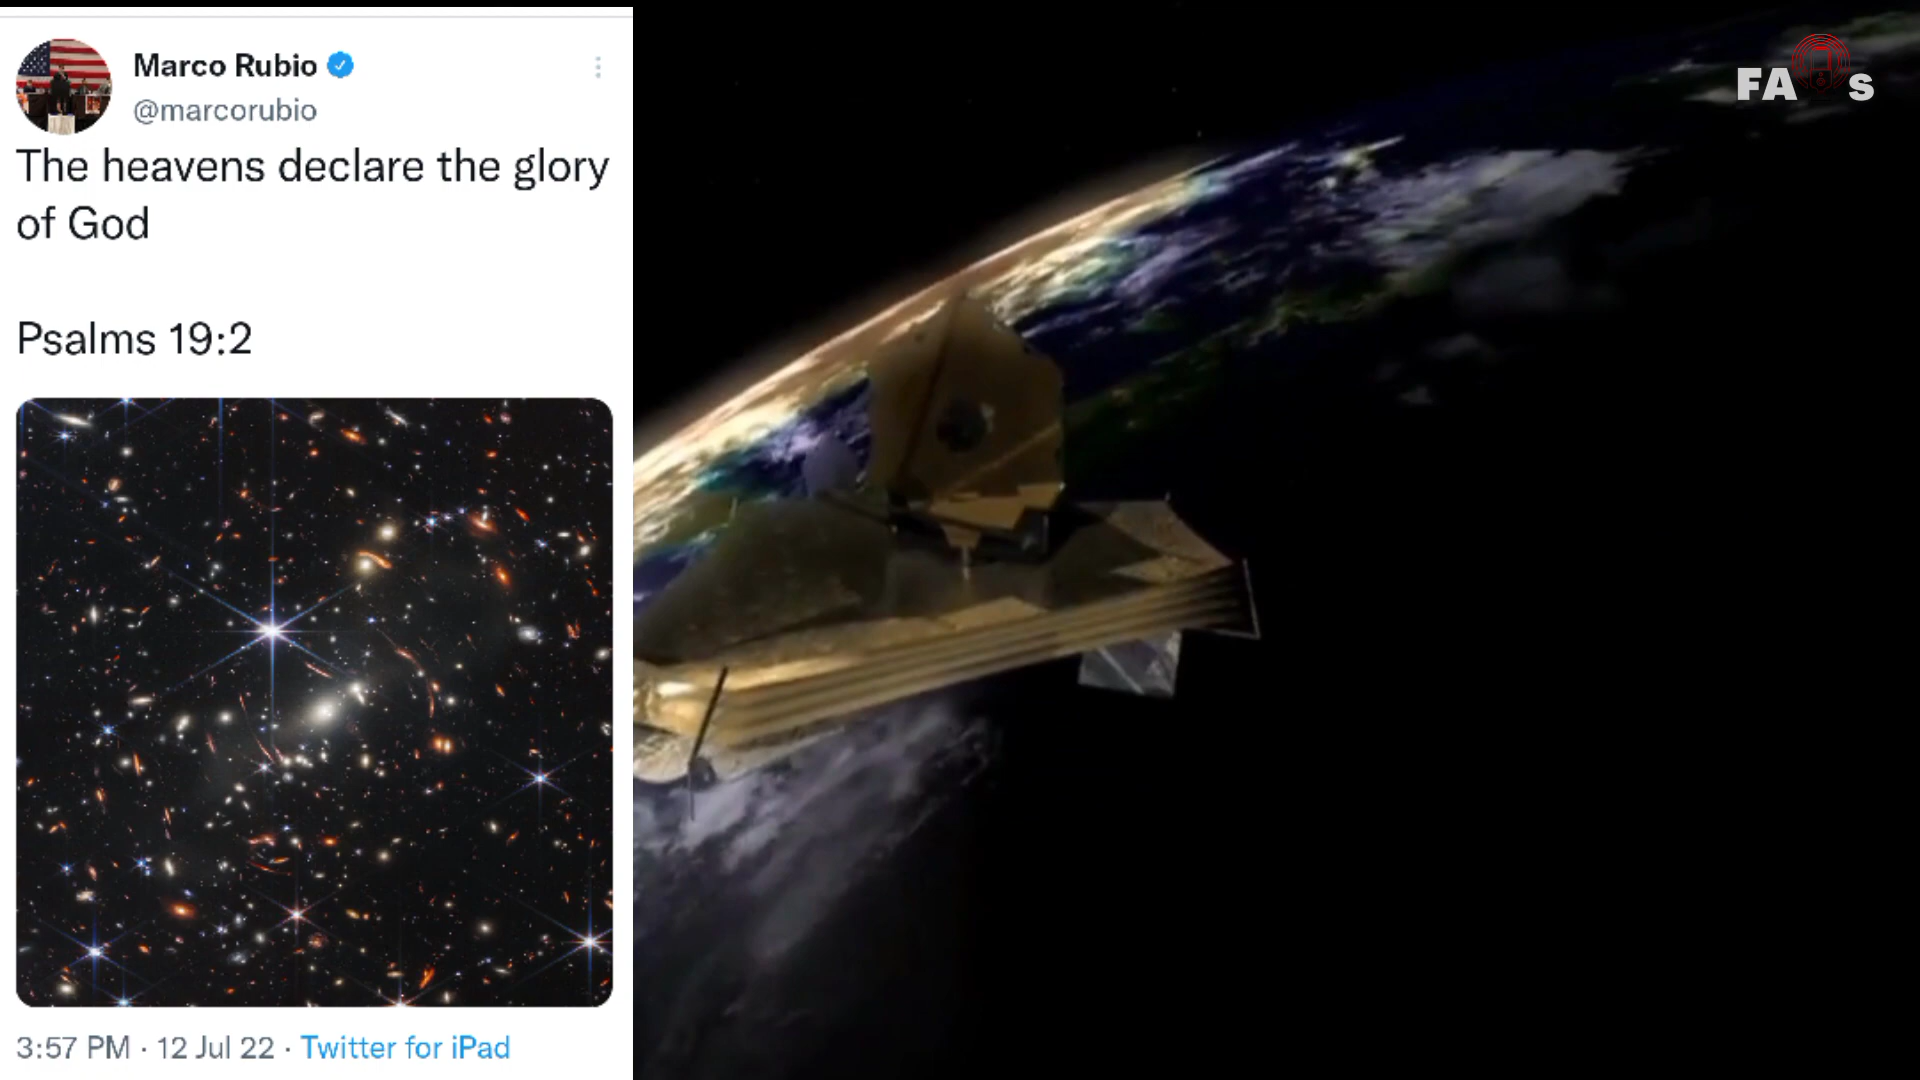 Marco Rubio
@marcorubio
The heavens declare the glory
of God
Psalms 19:2
3:57 PM · 12 Jul 22 · Twitter for iPad
FA s